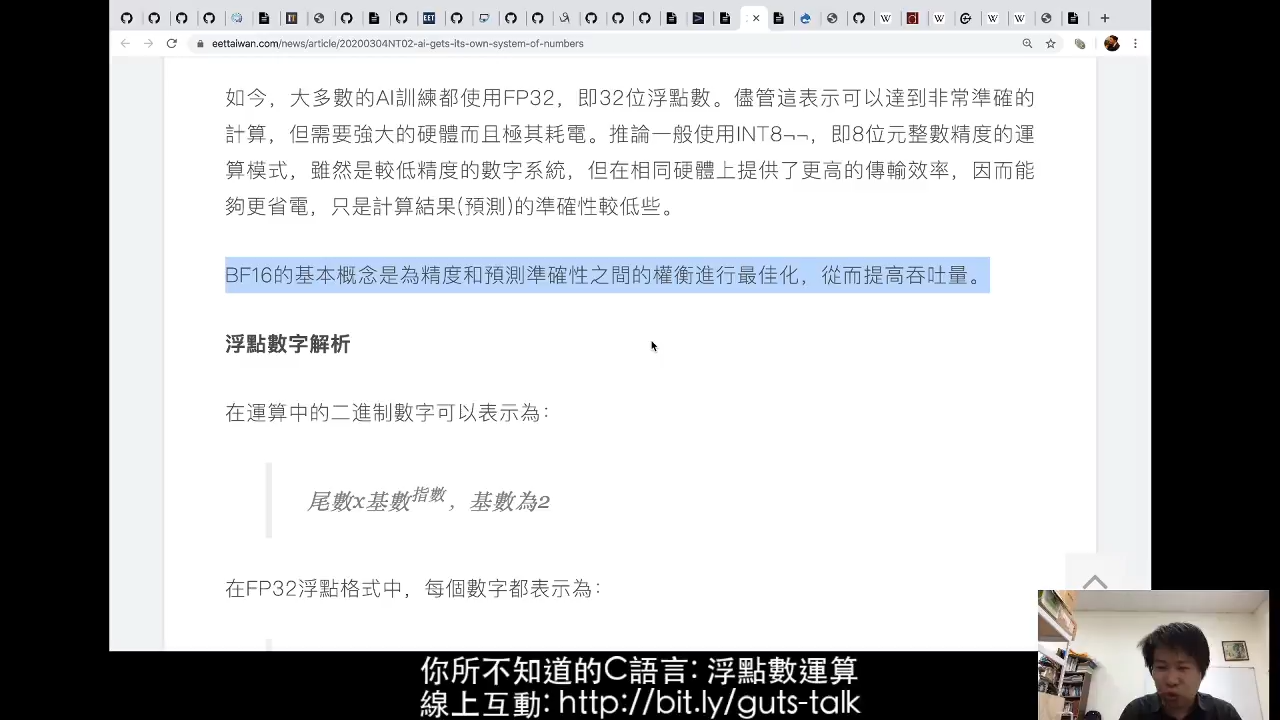 eettaiwan.com/news/article/20200304NT02-ai-gets-its-own-system-of-numbers
如今，大多數的AI訓練都使用FP32，即32位浮點數。儘管這表示可以達到非常準確的
計算，但需要強大的硬體而且極其耗電。推論一般使用INT8¬¬，即8位元整數精度的運
算模式，雖然是較低精度的數字系統，但在相同硬體上提供了更高的傳輸效率，因而能
夠更省電，只是計算結果(預測)的準確性較低些。
BF16的基本概念是為精度和預測準確性之間的權衡進行最佳化，從而提高吞吐量。
浮點數字解析
在運算中的二進制數字可以表示為：
尾數x基數指數，基數為2
在FP32浮點格式中，每個數字都表示為：
你所不知道的C語言: 浮點數運算
線上互動: http://bit.ly/guts-talk